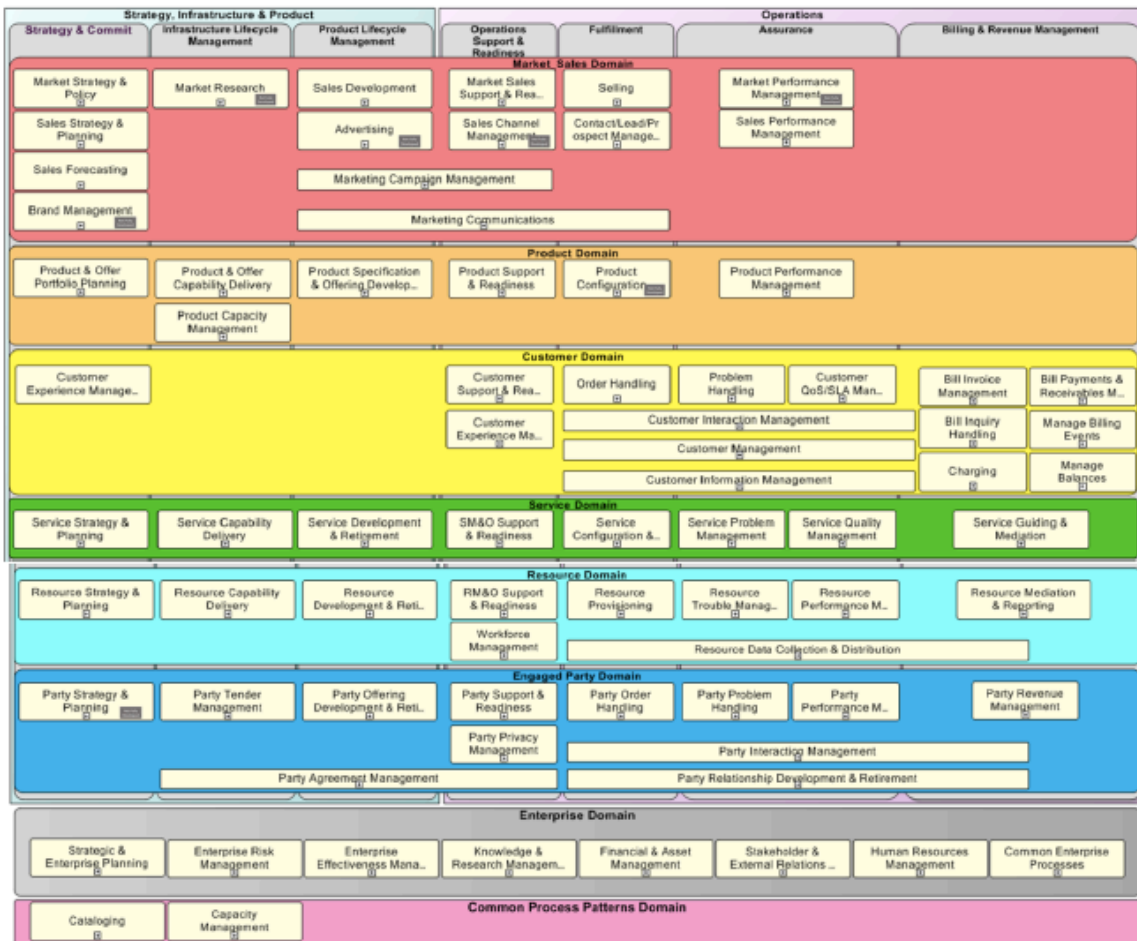 Strategy, Infrastructure & Product
Operations
Strategy & Commit
Infrastructure Lifecycle
Management
Product Lifecycle
Management
Operations
Support &
Readiness
Fulfillment
Assurance
Billing & Revenue Management
Market_Sales Domain
Market Strategy &
Policy
Market Research
Sales Development
Market Sales
Support & Rea...
Selling
Market Performance
Management
Sales Strategy &
Planning
Advertising
Sales Channel
Management
Contact/Lead/Pr
ospect Manage...
Sales Performance
Management
Sales Forecasting
Marketing Campaign Management
Brand Management
Marketing Communications
Product Domain
Product & Offer
Portfolio Planning
Product & Offer
Capability Delivery
Product Specification
& Offering Develop...
Product Support
& Readiness
Product
Configuration
Product Performance
Management
Product Capacity
Management
Customer Domain
Customer
Experience Manage...
Customer
Support & Rea...
Order Handling
Problem
Handling
Customer
QoS/SLA Man...
Bill Invoice
Management
Bill Payments &
Receivables M...
Customer
Experience Ma...
Customer Interaction Management
Bill Inquiry
Handling
Manage Billing
Events
Customer Management
Customer Information Management
Charging
Manage
Balances
Service Domain
Service Strategy &
Planning
Service Capability
Delivery
Service Development
& Retirement
SM&O Support
& Readiness
Service
Configuration &...
Service Problem
Management
Service Quality
Management
Service Guiding &
Mediation
Resource Domain
Resource Strategy &
Planning
Resource Capability
Delivery
Resource
Development & Reti...
RM&O Support
& Readiness
Resource
Provisioning
Resource
Trouble Manag...
Resource
Performance M...
Resource Mediation
& Reporting
Workforce
Management
Resource Data Collection & Distribution
Engaged Party Domain
Party Strategy &
Planning
Party Tender
Management
Party Offering
Development & Reti...
Party Support &
Readiness
Party Order
Handling
Party Problem
Handling
Party
Performance M...
Party Revenue
Management
Party Privacy
Management
Party Interaction Management
Party Agreement Management
Party Relationship Development & Retirement
Enterprise Domain
Strategic &
Enterprise Planning
Enterprise Risk
Management
Enterprise
Effectiveness Mana...
Knowledge &
Research Managem...
Financial & Asset
Management
Stakeholder &
External Relations ...
Human Resources
Management
Common Enterprise
Processes
Common Process Patterns Domain
Cataloging
Capacity
Management